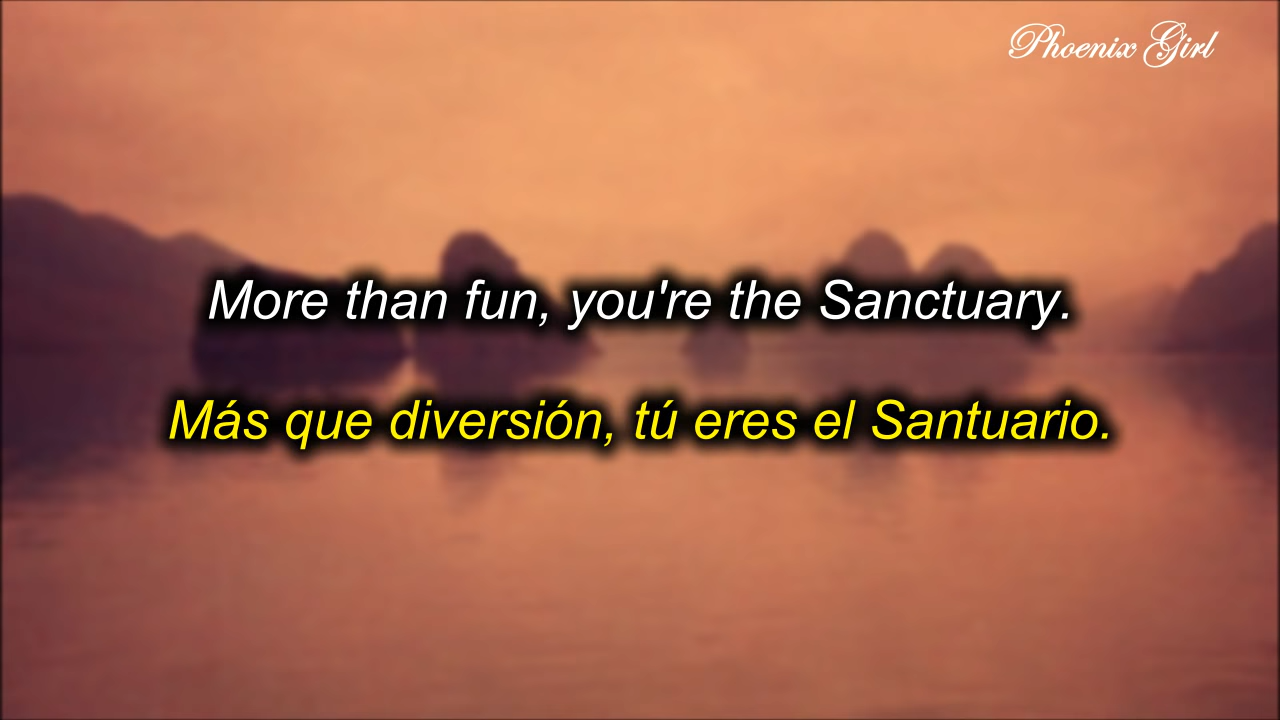 Phoenix Girl
More than fun, you're the Sanctuary.
Más que diversión, tú eres el Santuario.